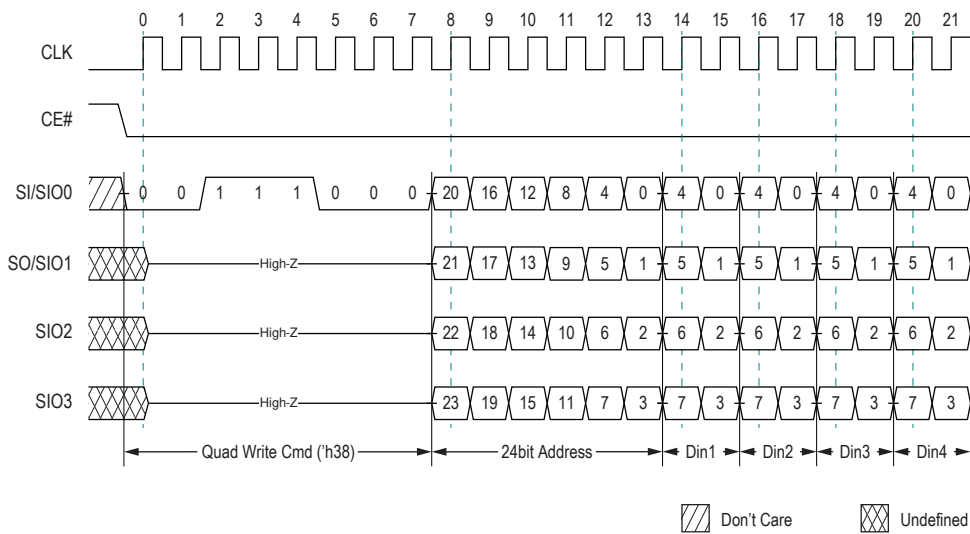 0 1 2 3 4 5 6 7 8 9 10 11 12 13 14 15 16 17 18 19 20 21
CLK
CE#
SI/SIO0 0 0 1 1 1 0 0 0 20 16 12 8 4 0 4 0 4 0 4 0 4 0
SO/SIO1 High-Z 21 17 13 9 5 1 5 1 5 1 5 1 5 1
SIO2 High-Z 22 18 14 10 6 2 6 2 6 2 6 2 6 2
SIO3 High-Z 23 19 15 11 7 3 7 3 7 3 7 3 7 3
Quad Write Cmd ('h38) 24bit Address Din1 Din2 Din3 Din4
Don't Care Undefined